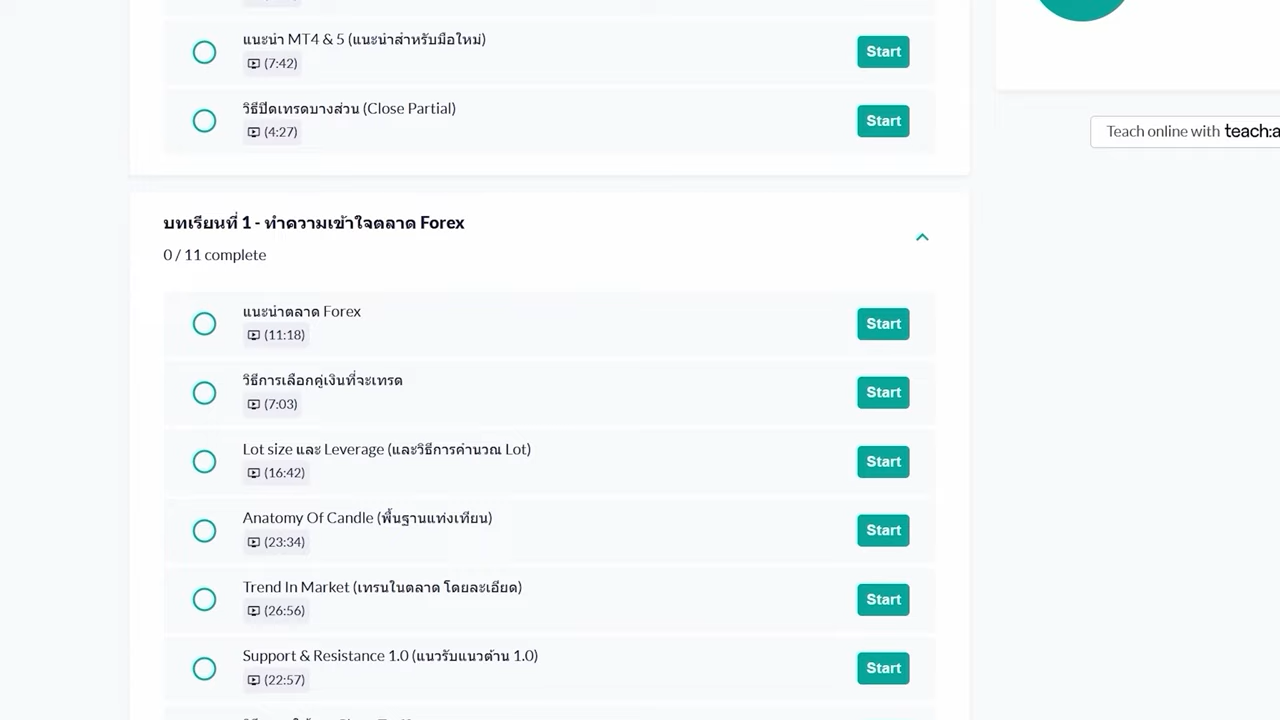 แนะนำ MT4 & 5 (แนะนำสำหรับมือใหม่)
(7:42)
Start
วิธีปิดเทรดบางส่วน (Close Partial)
(4:27)
Start
Teach online with teach:a
บทเรียนที่ 1 - ทำความเข้าใจตลาด Forex
0 / 11 complete
แนะนำตลาด Forex
(11:18)
Start
วิธีการเลือกคู่เงินที่จะเทรด
(7:03)
Start
Lot size และ Leverage (และวิธีการคำนวณ Lot)
(16:42)
Start
Anatomy Of Candle (พื้นฐานแท่งเทียน)
(23:34)
Start
Trend In Market (เทรนในตลาด โดยละเอียด)
(26:56)
Start
Support & Resistance 1.0 (แนวรับแนวต้าน 1.0)
(22:57)
Start